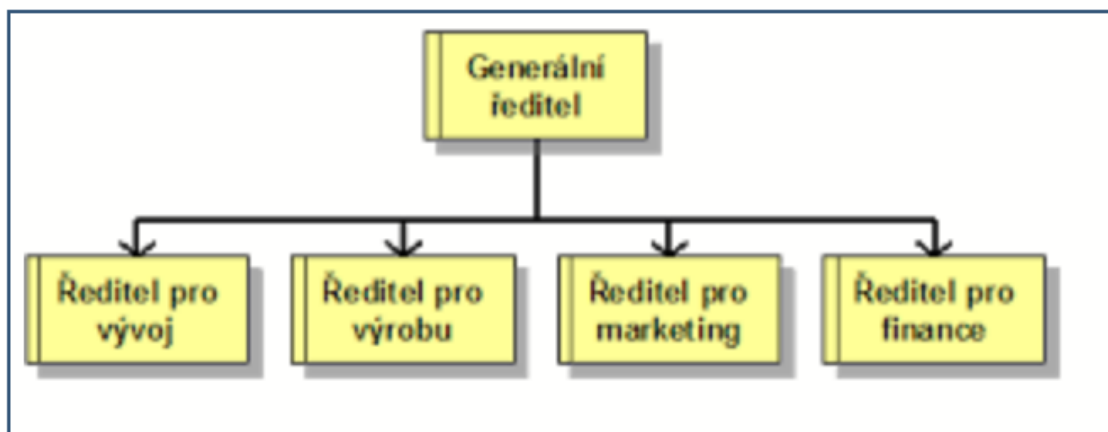 Generální
ředitel
Ředitel pro
vývoj
Ředitel pro
výrobu
Ředitel pro
marketing
Ředitel pro
finance